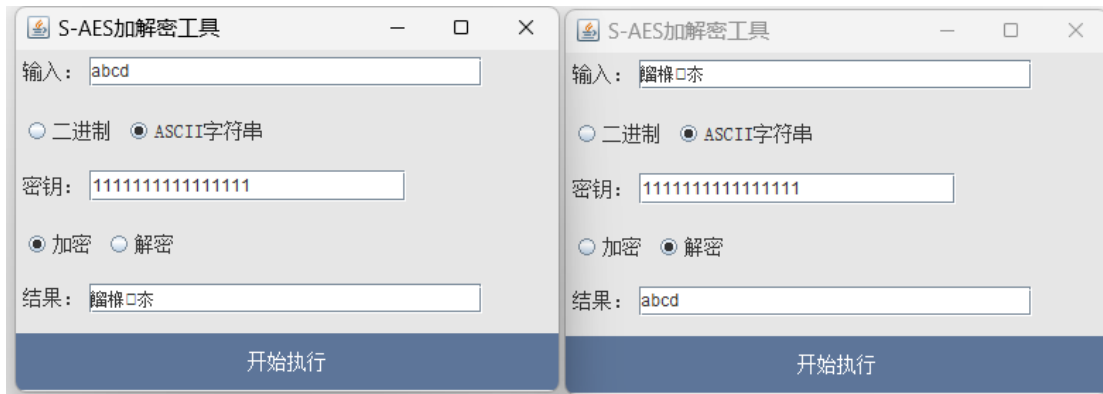 S-AES加解密工具
输入： abcd
二进制 ASCII字符串
密钥： 1111111111111111
加密 解密
结果：
开始执行
S-AES加解密工具
输入：
二进制 ASCII字符串
密钥： 1111111111111111
加密 解密
结果： abcd
开始执行